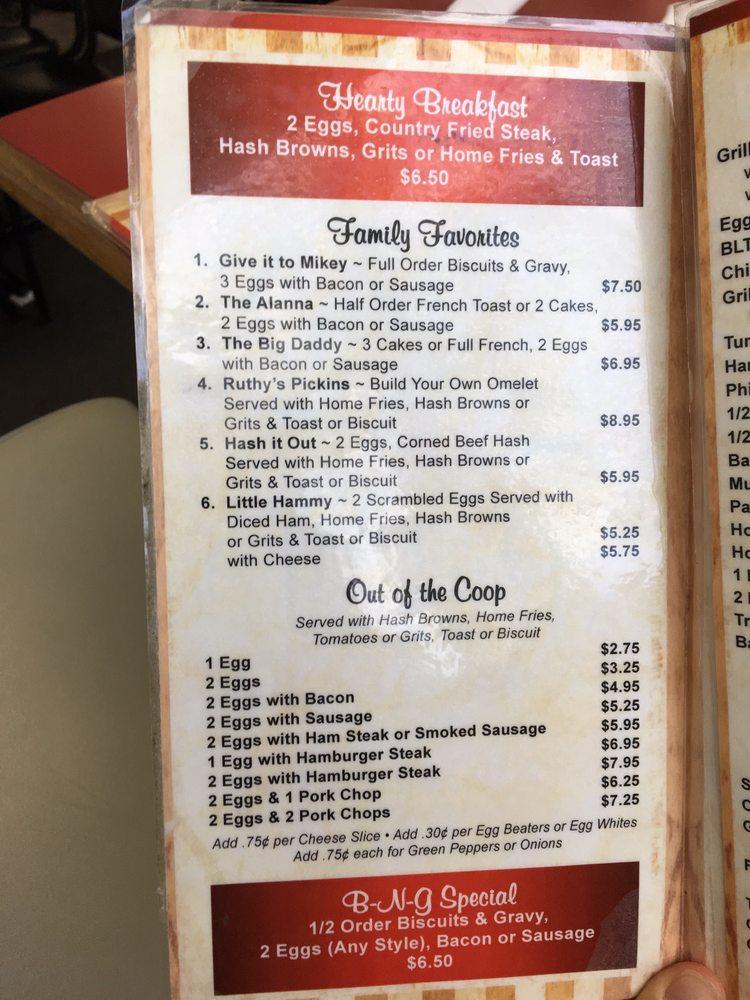 Hearty Breakfast
2 Eggs, Country Fried Steak,
Hash Browns, Grits or Home Fries & Toast
$6.50
Family Favorites
1. Give it to Mikey ~ Full Order Biscuits & Gravy,
3 Eggs with Bacon or Sausage $7.50
2. The Alanna ~ Half Order French Toast or 2 Cakes,
2 Eggs with Bacon or Sausage $5.95
3. The Big Daddy ~ 3 Cakes or Full French, 2 Eggs
with Bacon or Sausage $6.95
4. Ruthy's Pickins ~ Build Your Own Omelet
Served with Home Fries, Hash Browns or
Grits & Toast or Biscuit $8.95
5. Hash it Out ~ 2 Eggs, Corned Beef Hash
Served with Home Fries, Hash Browns or
Grits & Toast or Biscuit $5.95
6. Little Hammy ~ 2 Scrambled Eggs Served with
Diced Ham, Home Fries, Hash Browns
or Grits & Toast or Biscuit $5.25
with Cheese $5.75
Out of the Coop
Served with Hash Browns, Home Fries,
Tomatoes or Grits, Toast or Biscuit
1 Egg $2.75
2 Eggs $3.25
2 Eggs with Bacon $4.95
2 Eggs with Sausage $5.25
2 Eggs with Ham Steak or Smoked Sausage $5.95
1 Egg with Hamburger Steak $6.95
2 Eggs with Hamburger Steak $7.95
2 Eggs & 1 Pork Chop $6.25
2 Eggs & 2 Pork Chops $7.25
Add .75¢ per Cheese Slice • Add .30¢ per Egg Beaters or Egg Whites
Add .75¢ each for Green Peppers or Onions
B-N-G Special
1/2 Order Biscuits & Gravy,
2 Eggs (Any Style), Bacon or Sausage
$6.50
Egg
BLT
1/2
1/2
1
2